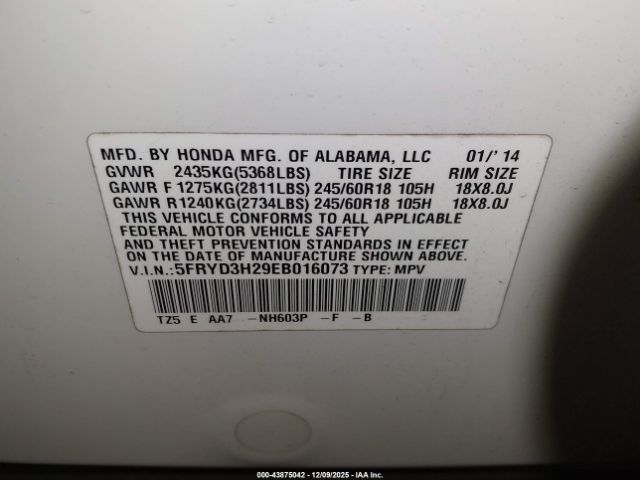 MFD. BY HONDA MFG. OF ALABAMA, LLC 01/' 14
GVWR 2435KG(5368LBS) TIRE SIZE RIM SIZE
GAWR F 1275KG(2811LBS) 245/60R18 105H 18X8.0J
GAWR R 1240KG(2734LBS) 245/60R18 105H 18X8.0J
THIS VEHICLE CONFORMS TO ALL APPLICABLE
FEDERAL MOTOR VEHICLE SAFETY
AND THEFT PREVENTION STANDARDS IN EFFECT
ON THE DATE OF MANUFACTURE SHOWN ABOVE.
V.I.N.:5FRYD3H29EB016073 TYPE: MPV
TZ5 E AA7 -NH603P -F -B
000-43875042 - 12/09/2025 - IAA Inc.